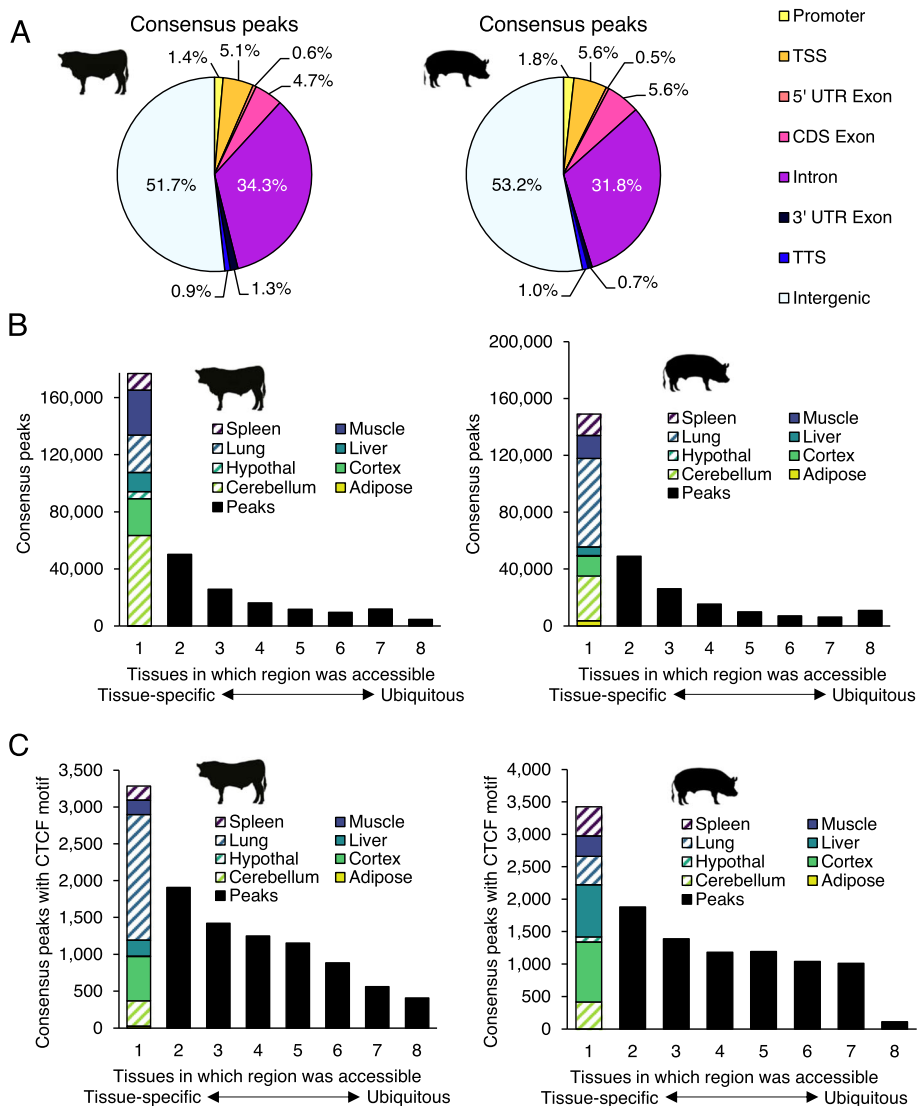 A
Consensus peaks
1.4%
5.1%
0.6%
4.7%
51.7%
34.3%
0.9%
1.3%
Consensus peaks
1.8%
5.6%
0.5%
5.6%
53.2%
31.8%
1.0%
0.7%
Promoter
TSS
5' UTR Exon
CDS Exon
Intron
3' UTR Exon
TTS
Intergenic
B
Consensus peaks
160,000
120,000
80,000
40,000
0
Spleen Muscle
Lung Liver
Hypothal Cortex
Cerebellum Adipose
Peaks
1 2 3 4 5 6 7 8
Tissues in which region was accessible
Tissue-specific Ubiquitous
Consensus peaks
200,000
160,000
120,000
80,000
40,000
0
Spleen Muscle
Lung Liver
Hypothal Cortex
Cerebellum Adipose
Peaks
1 2 3 4 5 6 7 8
Tissues in which region was accessible
Tissue-specific Ubiquitous
C
Consensus peaks with CTCF motif
3,500
3,000
2,500
2,000
1,500
1,000
500
0
Spleen Muscle
Lung Liver
Hypothal Cortex
Cerebellum Adipose
Peaks
1 2 3 4 5 6 7 8
Tissues in which region was accessible
Tissue-specific Ubiquitous
Consensus peaks with CTCF motif
4,000
3,500
3,000
2,500
2,000
1,500
1,000
500
0
Spleen Muscle
Lung Liver
Hypothal Cortex
Cerebellum Adipose
Peaks
1 2 3 4 5 6 7 8
Tissues in which region was accessible
Tissue-specific Ubiquitous